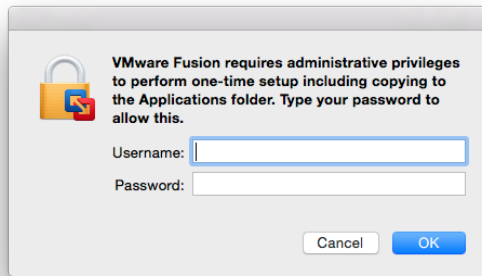 VMware Fusion requires administrative privileges
to perform one-time setup including copying to
the Applications folder. Type your password to
allow this.
Username:
Password:
Cancel OK